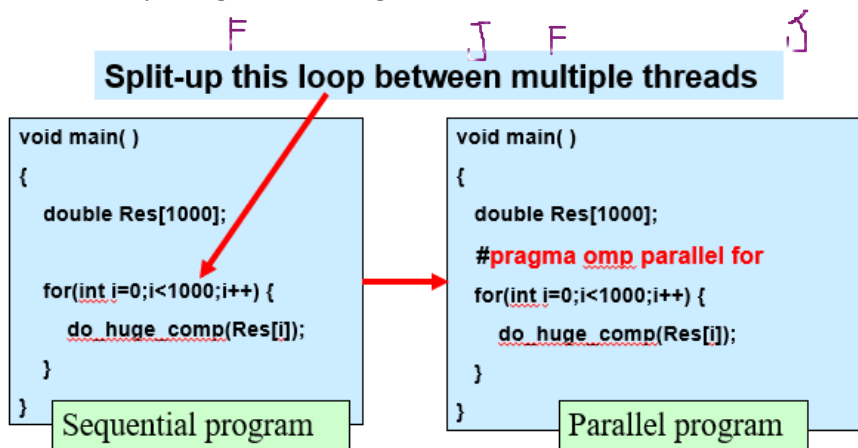 F J F J
Split-up this loop between multiple threads
void main( )
{
double Res[1000];
for(int i=0;i<1000;i++) {
do_huge_comp(Res[i]);
}
}
Sequential program
void main( )
{
double Res[1000];
#pragma omp parallel for
for(int i=0;i<1000;i++) {
do_huge_comp(Res[i]);
}
}
Parallel program